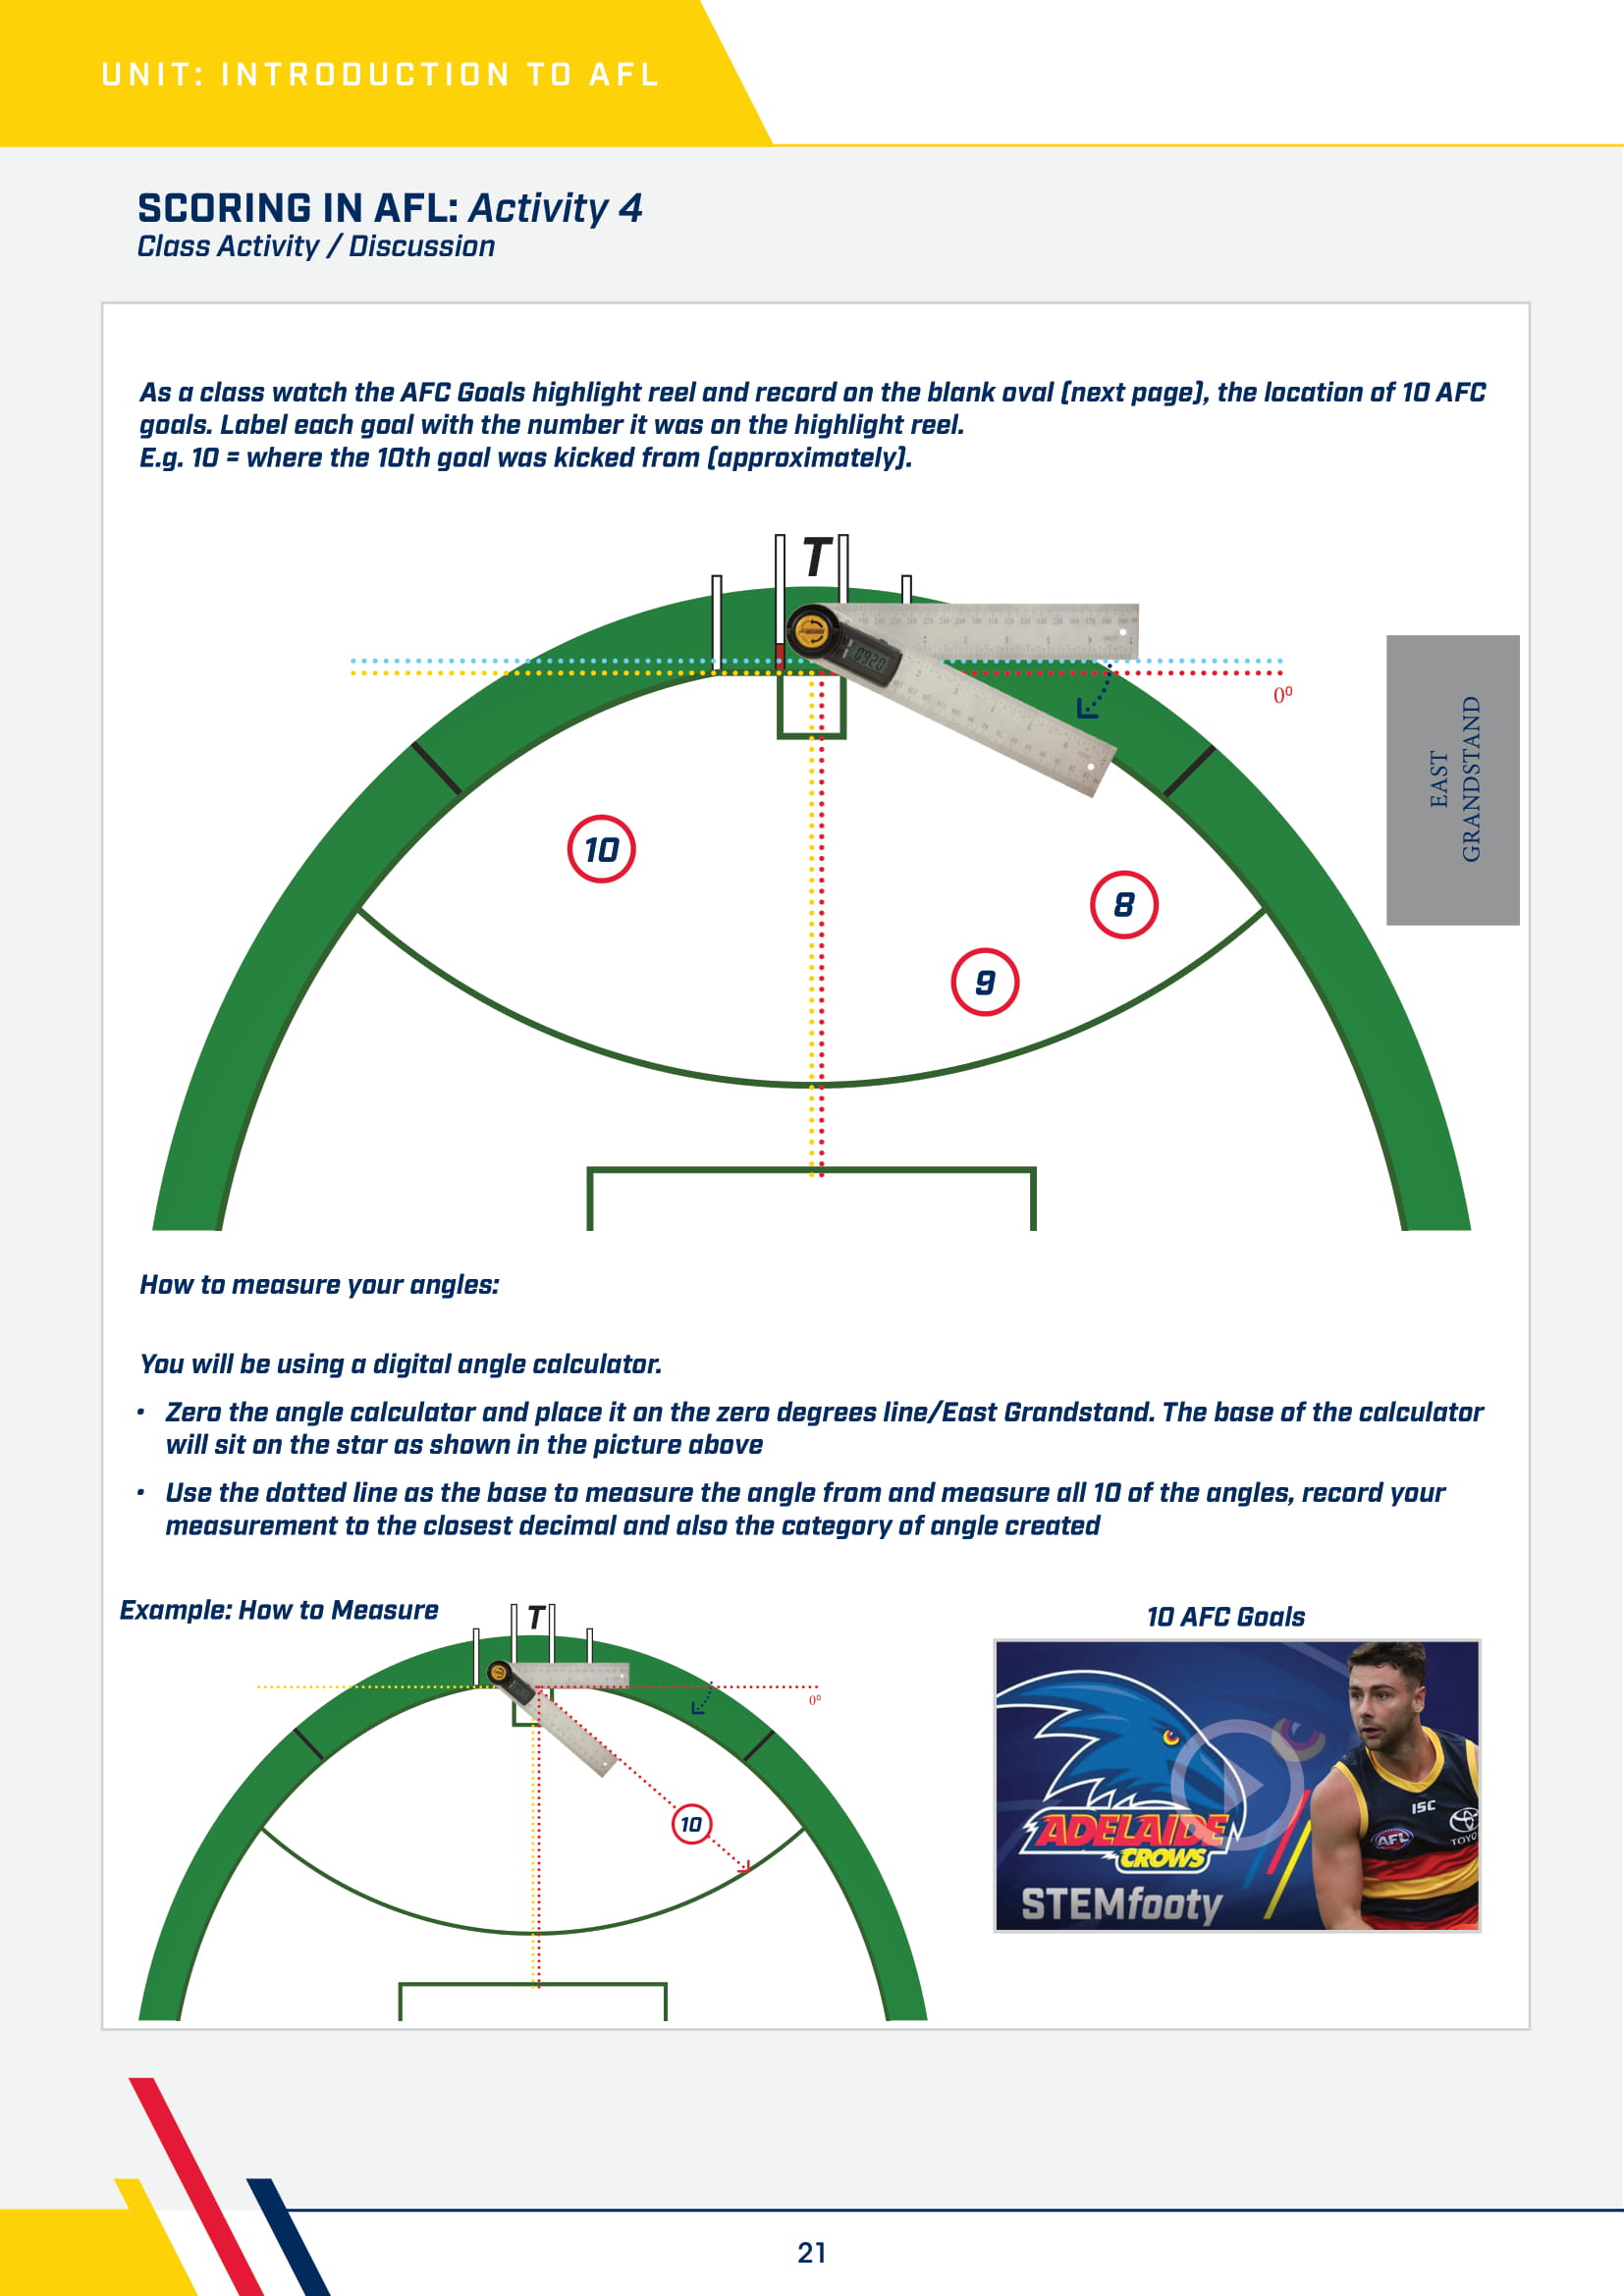 UNIT: INTRODUCTION TO AFL
SCORING IN AFL: Activity 4
Class Activity / Discussion
As a class watch the AFC Goals highlight reel and record on the blank oval (next page), the location of 10 AFC
goals. Label each goal with the number it was on the highlight reel.
E.g. 10 = where the 10th goal was kicked from (approximately).
T
0º
EAST
GRANDSTAND
10
8
9
How to measure your angles:
You will be using a digital angle calculator.
• Zero the angle calculator and place it on the zero degrees line/East Grandstand. The base of the calculator
will sit on the star as shown in the picture above
• Use the dotted line as the base to measure the angle from and measure all 10 of the angles, record your
measurement to the closest decimal and also the category of angle created
Example: How to Measure
T
0º
10
10 AFC Goals
ADELAIDE
CROWS
STEMfooty
ISC
AFL
21